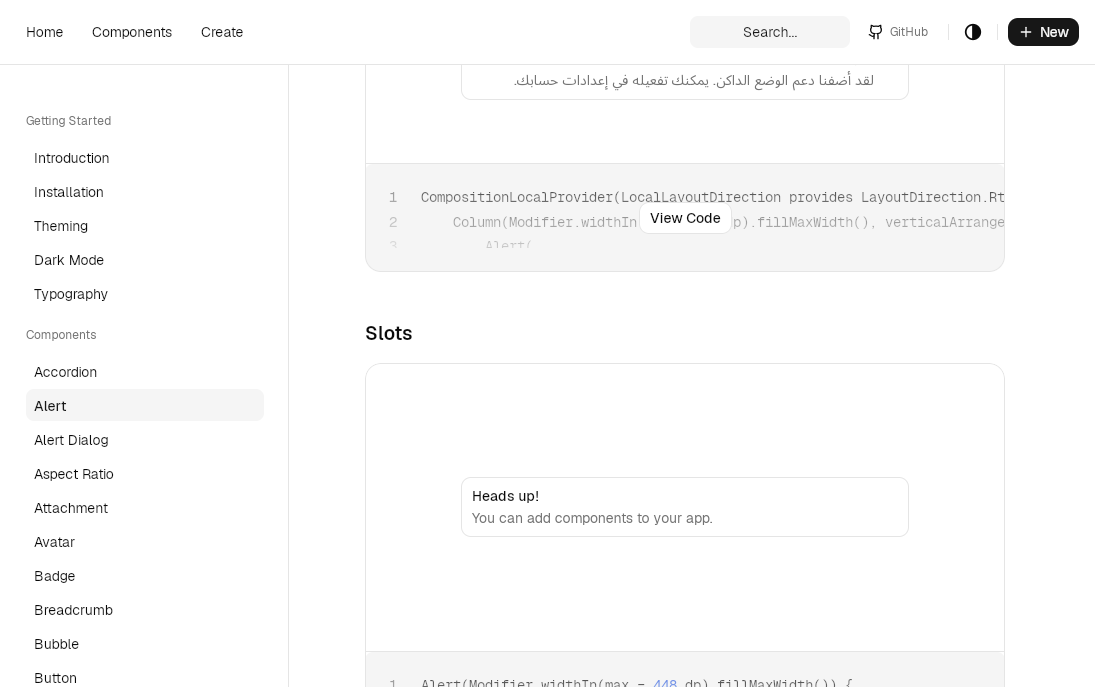 Home Components Create Search... GitHub New
Getting Started
Introduction
Installation
Theming
Dark Mode
Typography
Components
Accordion
Alert
Alert Dialog
Aspect Ratio
Attachment
Avatar
Badge
Breadcrumb
Bubble
Button
لقد أضفنا دعم الوضع الداكن. يمكنك تفعيله في إعدادات حسابك.
1 CompositionLocalProvider(LocalLayoutDirection provides LayoutDirection.Rt
2 Column(Modifier.widthIn p).fillMaxWidth(), verticalArrange
View Code
3 Alert(
Slots
Heads up!
You can add components to your app.
1 Alert(Modifier.widthIn(max = 448.dp).fillMaxWidth()) {